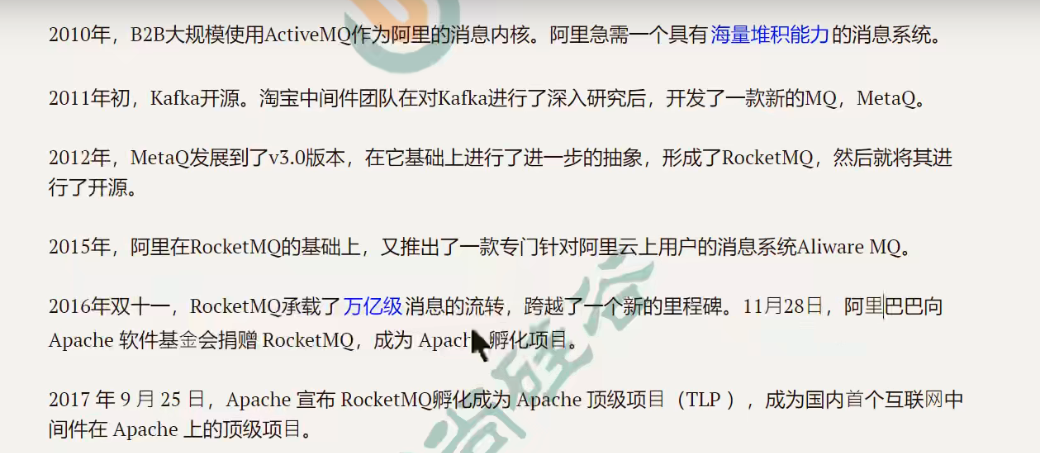 2010年，B2B大规模使用ActiveMQ作为阿里的消息内核。阿里急需一个具有海量堆积能力的消息系统。
2011年初，Kafka开源。淘宝中间件团队在对Kafka进行了深入研究后，开发了一款新的MQ，MetaQ。
2012年，MetaQ发展到了v3.0版本，在它基础上进行了进一步的抽象，形成了RocketMQ，然后就将其进
行了开源。
2015年，阿里在RocketMQ的基础上，又推出了一款专门针对阿里云上用户的消息系统Aliware MQ。
2016年双十一，RocketMQ承载了万亿级消息的流转，跨越了一个新的里程碑。11月28日，阿里巴巴向
Apache 软件基金会捐赠 RocketMQ，成为 Apache 孵化项目。
2017 年 9 月 25 日，Apache 宣布 RocketMQ孵化成为 Apache 顶级项目（TLP ），成为国内首个互联网中
间件在 Apache 上的顶级项目。
尚硅谷